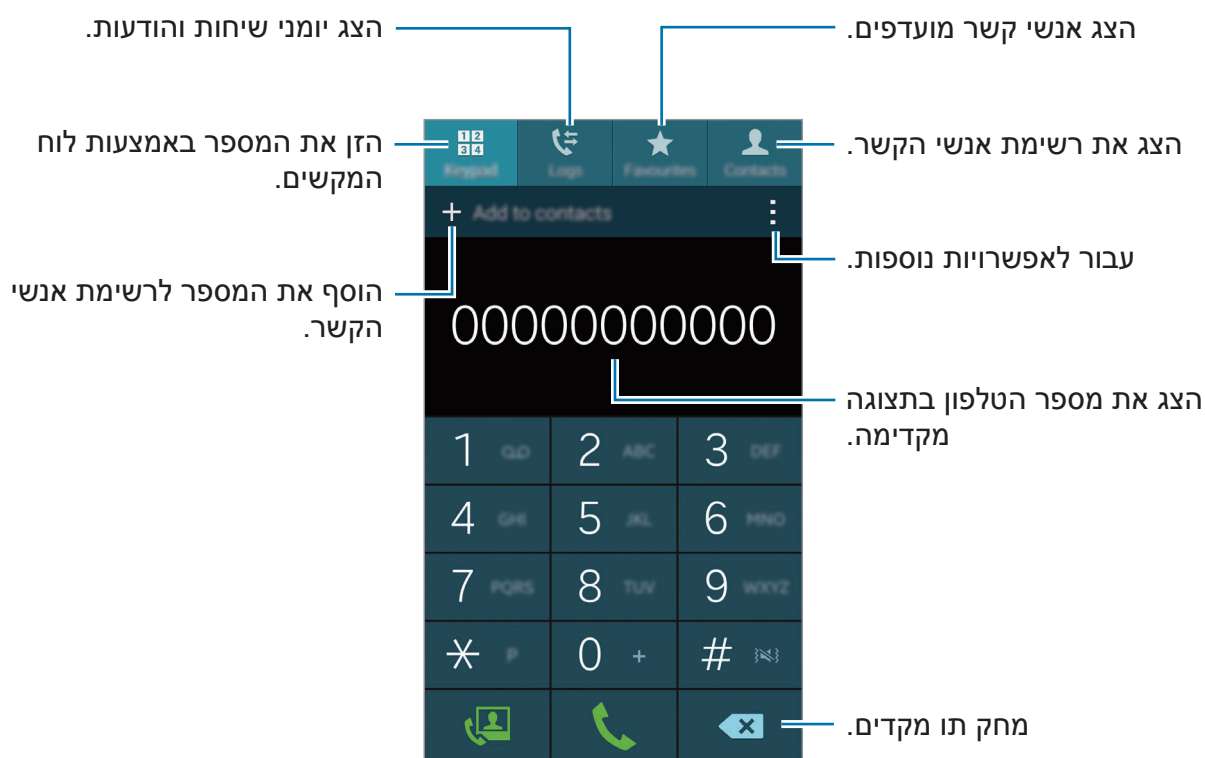 הצג יומני שיחות והודעות.
הצג אנשי קשר מועדפים.
הזן את המספר באמצעות לוח
המקשים.
הצג את רשימת אנשי הקשר.
Keypad
Logs
Favourites
Contacts
+ Add to contacts
עבור לאפשרויות נוספות.
הוסף את המספר לרשימת אנשי
הקשר.
00000000000
הצג את מספר הטלפון בתצוגה
מקדימה.
1
2 ABC
3 DEF
4 GHI
5 JKL
6 MNO
7 PQRS
8 TUV
9 WXYZ
* P
0 +
#
מחק תו מקדים.